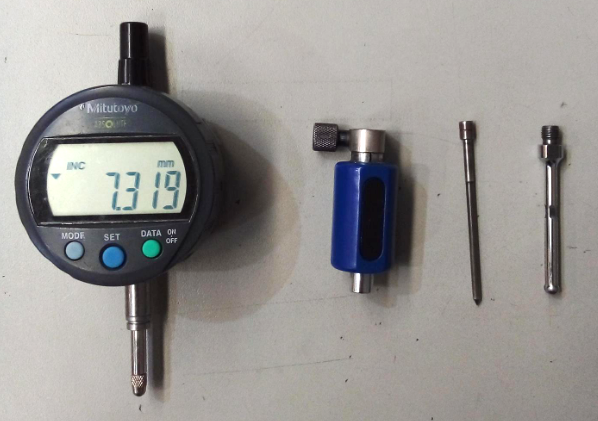 Mitutoyo
INC mm
7.319
MODE SET DATA ON
OFF